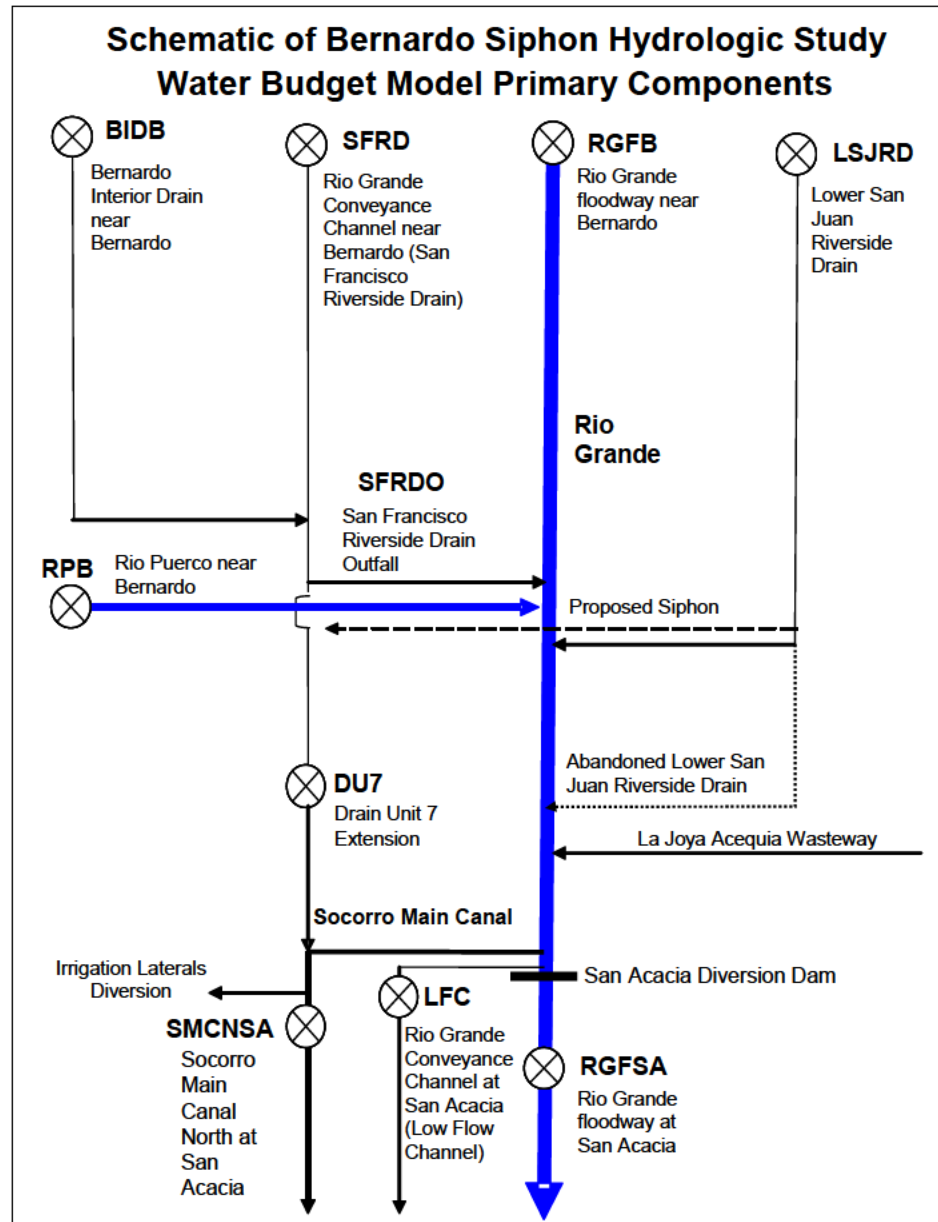 Schematic of Bernardo Siphon Hydrologic Study
Water Budget Model Primary Components
BIDB
Bernardo
Interior Drain
near
Bernardo
SFRD
Rio Grande
Conveyance
Channel near
Bernardo (San
Francisco
Riverside Drain)
RGFB
Rio Grande
floodway near
Bernardo
LSJRD
Lower San
Juan
Riverside
Drain
Rio
Grande
SFRDO
San Francisco
Riverside Drain
Outfall
RPB
Rio Puerco near
Bernardo
Proposed Siphon
Abandoned Lower San
Juan Riverside Drain
DU7
Drain Unit 7
Extension
La Joya Acequia Wasteway
Socorro Main Canal
Irrigation Laterals
Diversion
San Acacia Diversion Dam
SMCNSA
Socorro
Main
Canal
North at
San
Acacia
LFC
Rio Grande
Conveyance
Channel at
San Acacia
(Low Flow
Channel)
RGFSA
Rio Grande
floodway at
San Acacia